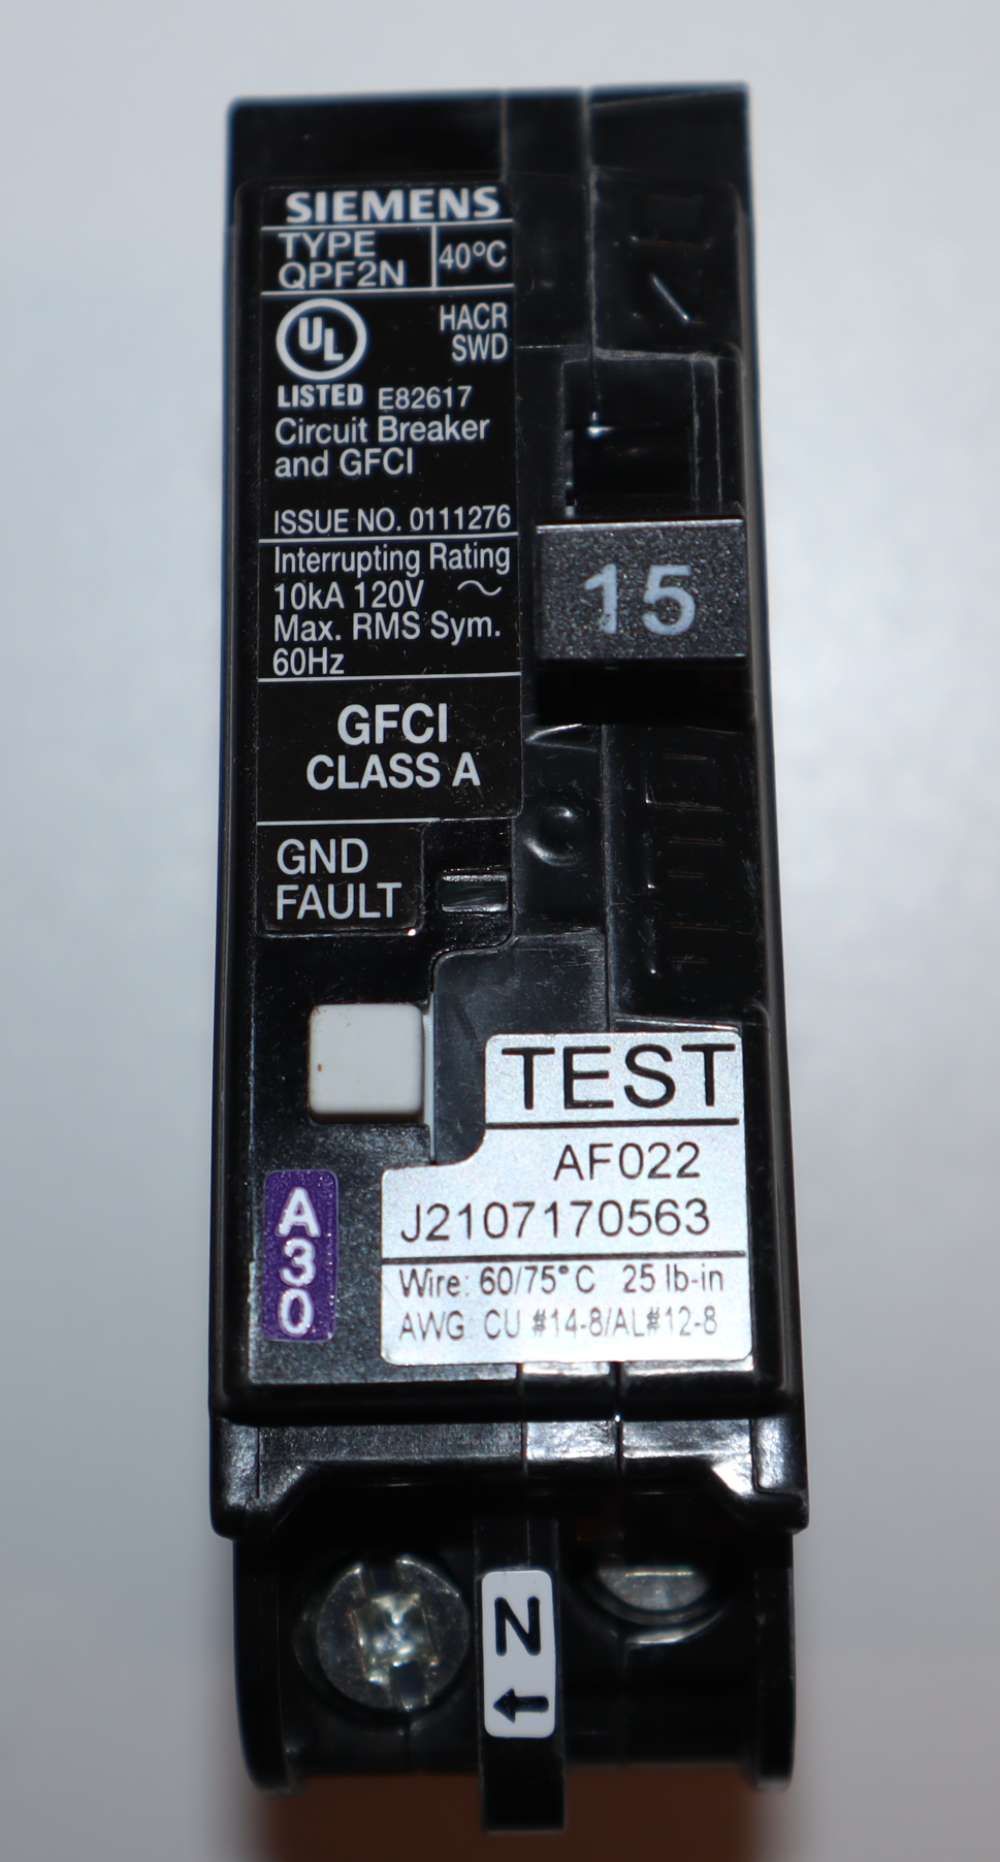 SIEMENS
TYPE
QPF2N
40°C
UL
HACR
SWD
LISTED E82617
Circuit Breaker
and GFCI
ISSUE NO. 0111276
Interrupting Rating
10kA 120V ~
Max. RMS Sym.
60Hz
15
GFCI
CLASS A
GND
FAULT
TEST
AF022
J2107170563
Wire: 60/75°C 25 lb-in
AWG CU #14-8/AL#12-8
A30
N
←